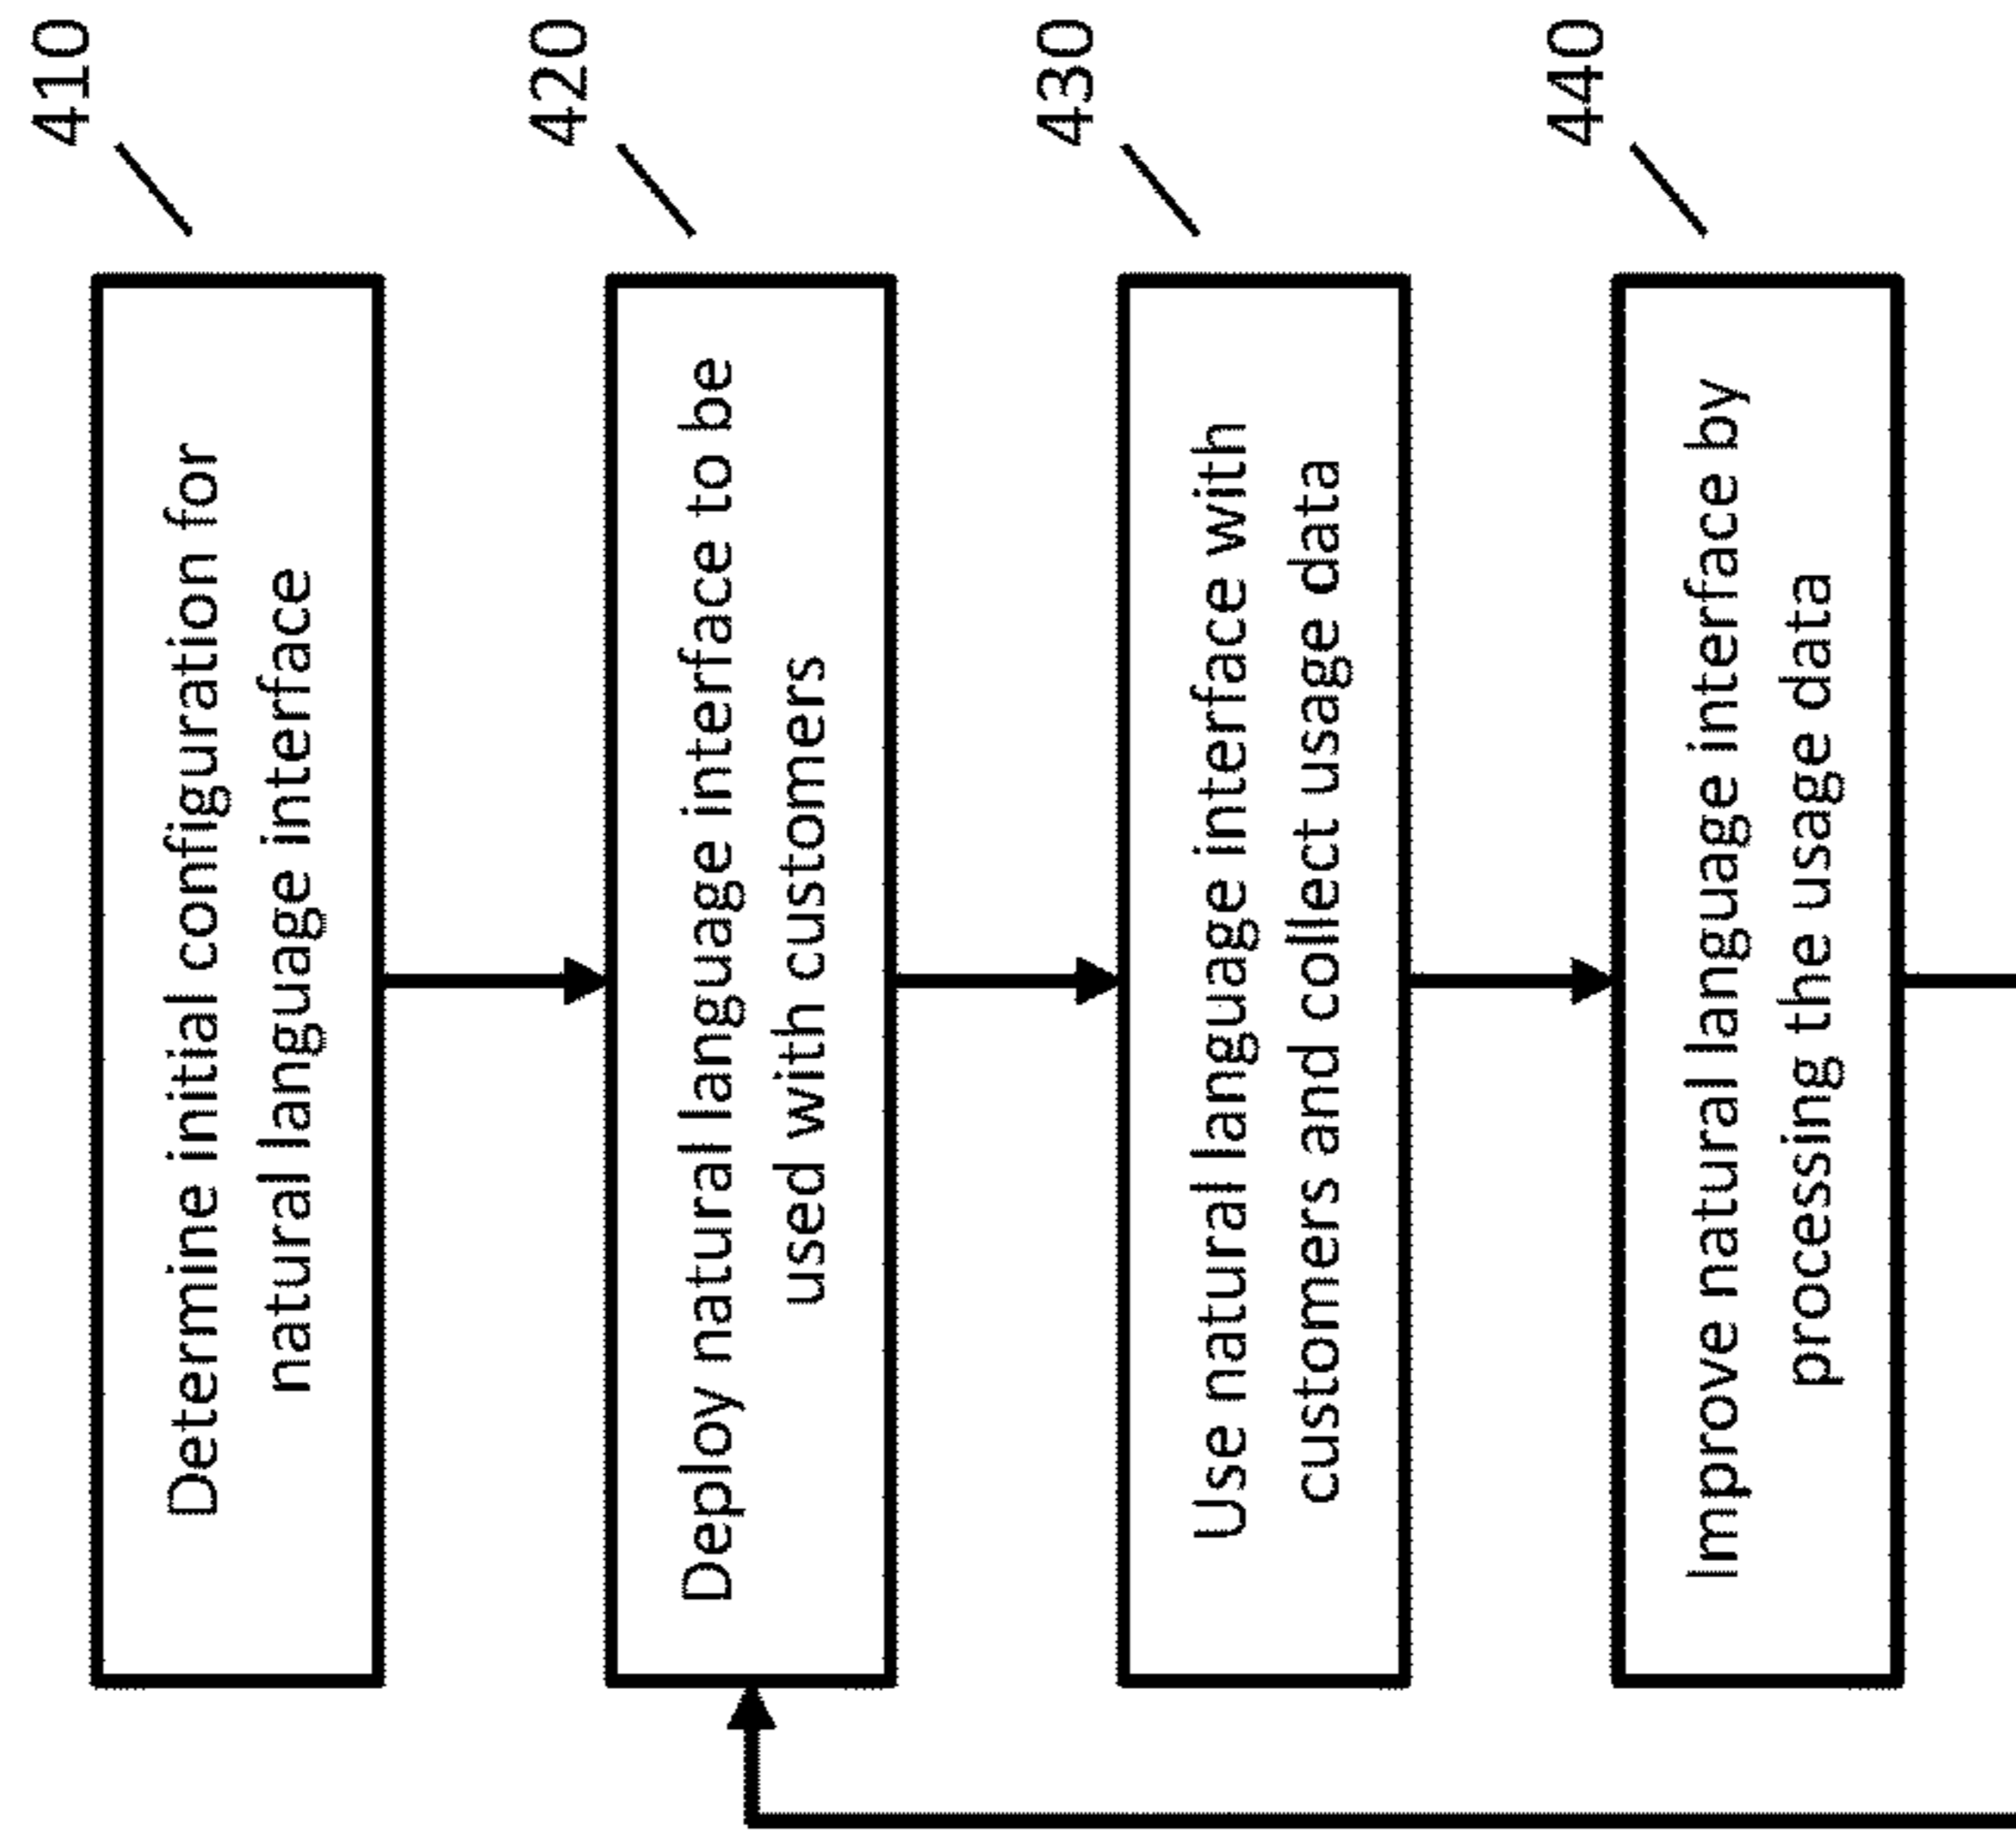 410
Determine initial configuration for
natural language interface
420
Deploy natural language interface to be
used with customers
430
Use natural language interface with
customers and collect usage data
440
Improve natural language interface by
processing the usage data